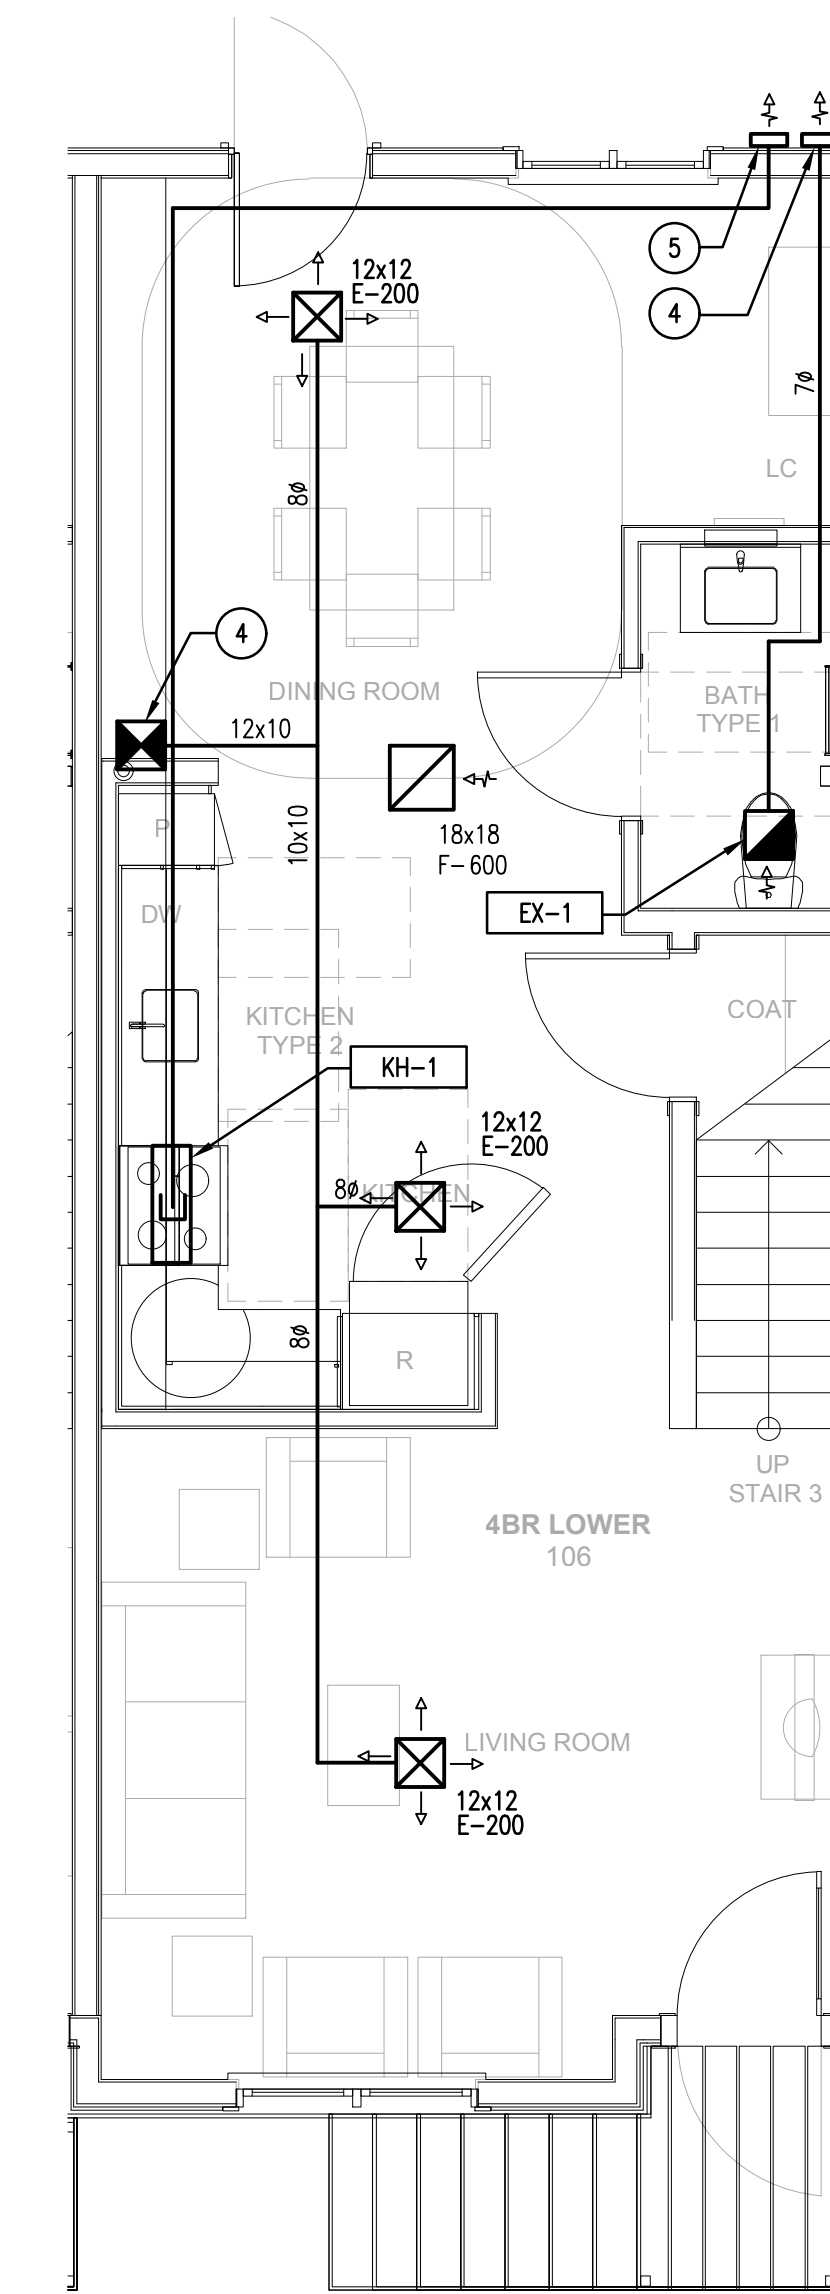 5
4
12x12
E-200
7ø
LC
8ø
4
DINING ROOM
BATH
TYPE 1
12x10
10x10
18x18
F-600
P
EX-1
DW
COAT
KITCHEN
TYPE 2
KH-1
12x12
E-200
8ø
KITCHEN
8ø
R
UP
STAIR 3
4BR LOWER
106
LIVING ROOM
12x12
E-200